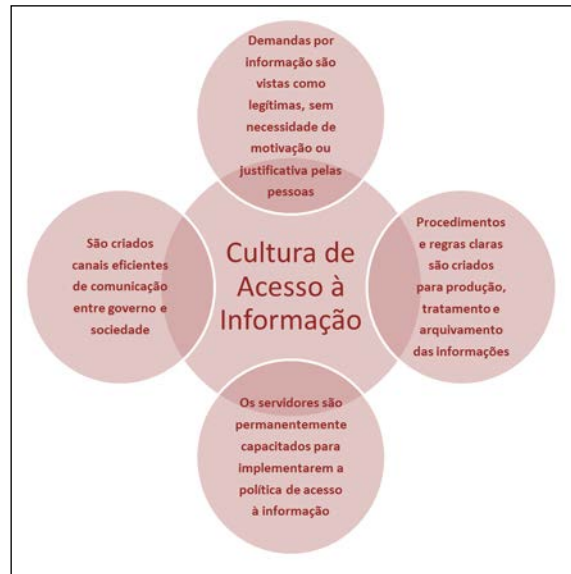 Demandas por
informação são
vistas como
legítimas, sem
necessidade de
motivação ou
justificativa pelas
pessoas
São criados
canais eficientes
de comunicação
entre governo e
sociedade
Cultura de
Acesso à
Informação
Procedimentos
e regras claras
são criados
para produção,
tratamento e
arquivamento
das informações
Os servidores são
permanentemente
capacitados para
implementarem a
política de acesso
à informação